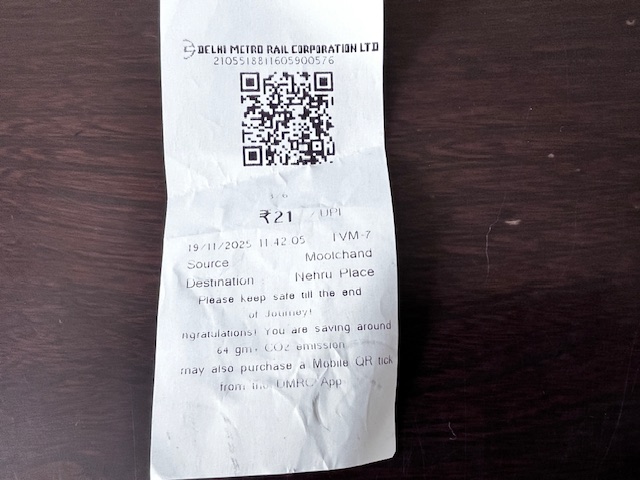 DELHI METRO RAIL CORPORATION LTD
2105518811605900576
₹21 / UPI
19/11/2025 11:42:05 TVM-7
Source Moolchand
Destination Nehru Place
Please keep safe till the end
of Journey!
ngratulations! You are saving around
64 gm. CO2 emission
may also purchase a Mobile QR tick
from the DMRC App